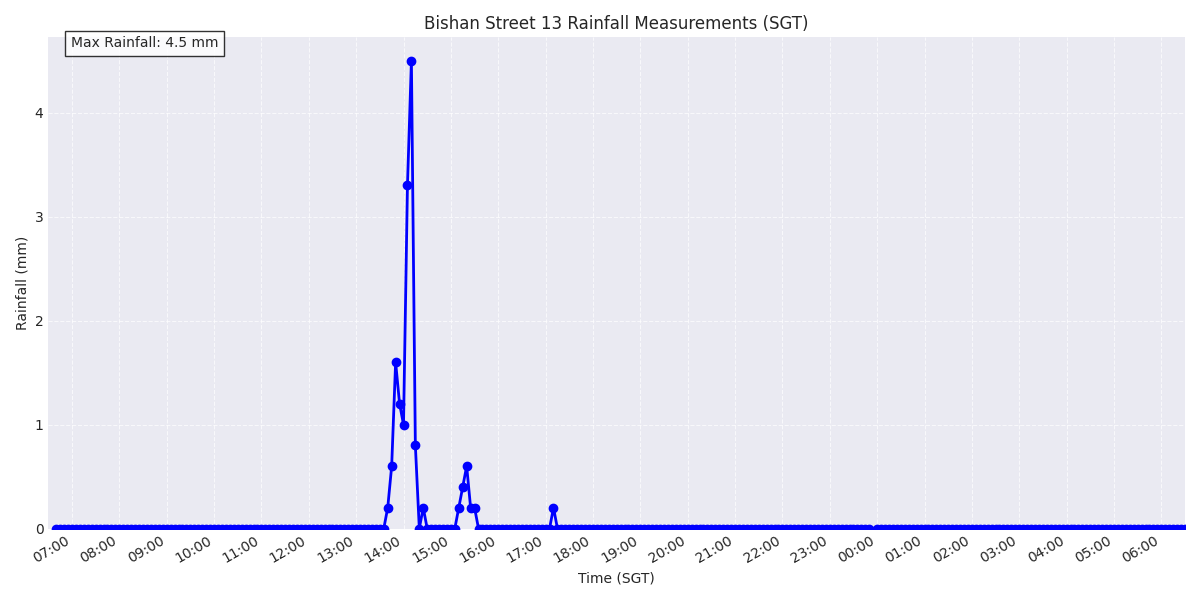 Bishan Street 13 Rainfall Measurements (SGT)
Max Rainfall: 4.5 mm
Rainfall (mm)
4
3
2
1
0
07:00 08:00 09:00 10:00 11:00 12:00 13:00 14:00 15:00 16:00 17:00 18:00 19:00 20:00 21:00 22:00 23:00 00:00 01:00 02:00 03:00 04:00 05:00 06:00
Time (SGT)